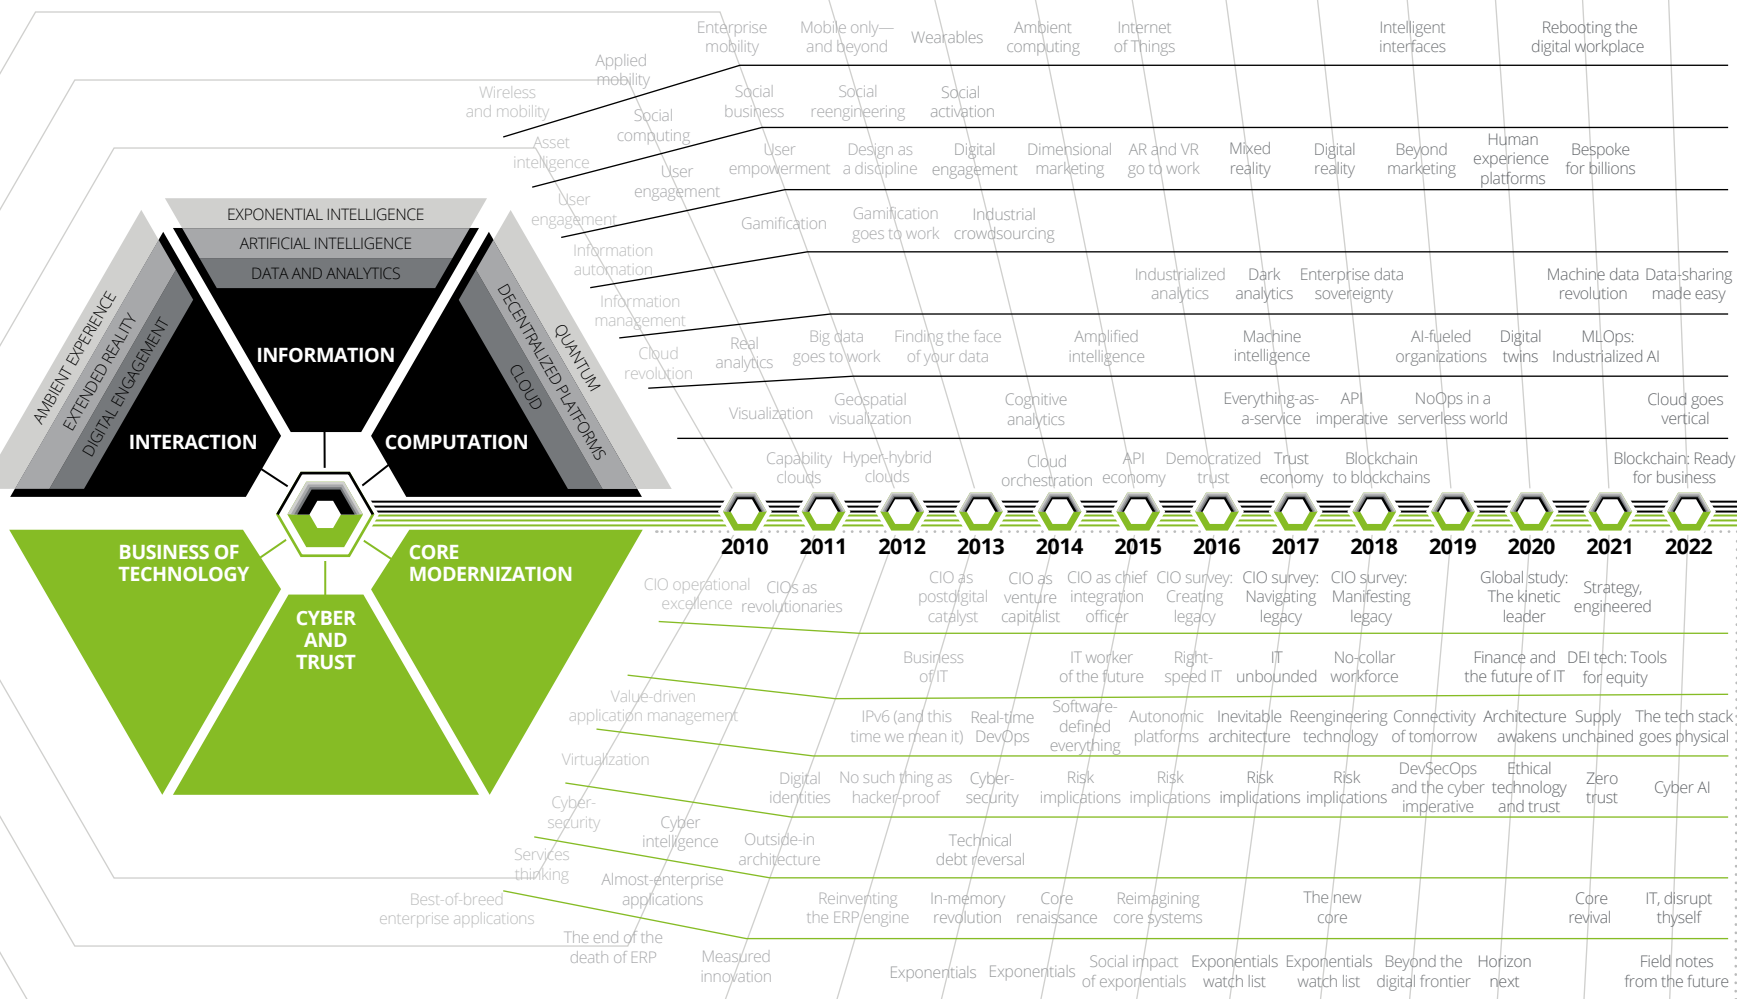 Enterprise
mobility
Mobile only—
and beyond
Wearables
Ambient
computing
Internet
of Things
Intelligent
interfaces
Rebooting the
digital workplace
Applied
mobility
Wireless
and mobility
Social
business
Social
reengineering
Social
activation
Social
computing
Asset
intelligence
User
empowerment
Design as
a discipline
Digital
engagement
Dimensional
marketing
AR and VR
go to work
Mixed
reality
Digital
reality
Beyond
marketing
Human
experience
platforms
Bespoke
for billions
User
engagement
User
engagement
Gamification
Gamification
goes to work
Industrial
crowdsourcing
Information
automation
Industrialized
analytics
Dark
analytics
Enterprise data
sovereignty
Machine data
revolution
Data-sharing
made easy
Information
management
Real
analytics
Big data
goes to work
Finding the face
of your data
Amplified
intelligence
Machine
intelligence
AI-fueled
organizations
Digital
twins
MLOps:
Industrialized AI
Cloud
revolution
Visualization
Geospatial
visualization
Cognitive
analytics
Everything-as-
a-service
API
imperative
NoOps in a
serverless world
Cloud goes
vertical
Capability
clouds
Hyper-hybrid
clouds
Cloud
orchestration
API
economy
Democratized
trust
Trust
economy
Blockchain
to blockchains
Blockchain: Ready
for business
EXPONENTIAL INTELLIGENCE
ARTIFICIAL INTELLIGENCE
DATA AND ANALYTICS
INFORMATION
AMBIENT EXPERIENCE
EXTENDED REALITY
DIGITAL ENGAGEMENT
INTERACTION
QUANTUM
DECENTRALIZED PLATFORMS
CLOUD
COMPUTATION
BUSINESS OF
TECHNOLOGY
CYBER
AND
TRUST
CORE
MODERNIZATION
2010
2011
2012
2013
2014
2015
2016
2017
2018
2019
2020
2021
2022
CIO operational
excellence
CIOs as
revolutionaries
CIO as
postdigital
catalyst
CIO as
venture
capitalist
CIO as chief
integration
officer
CIO survey:
Creating
legacy
CIO survey:
Navigating
legacy
CIO survey:
Manifesting
legacy
Global study:
The kinetic
leader
Strategy,
engineered
Business
of IT
IT worker
of the future
Right-
speed IT
IT
unbounded
No-collar
workforce
Finance and
the future of IT
DEI tech: Tools
for equity
Value-driven
application management
IPv6 (and this
time we mean it)
Real-time
DevOps
Software-
defined
everything
Autonomic
platforms
Inevitable
architecture
Reengineering
technology
Connectivity
of tomorrow
Architecture
awakens
Supply
unchained
The tech stack
goes physical
Virtualization
Digital
identities
No such thing as
hacker-proof
Cyber-
security
Risk
implications
Risk
implications
Risk
implications
Risk
implications
DevSecOps
and the cyber
imperative
Ethical
technology
and trust
Zero
trust
Cyber AI
Cyber-
security
Cyber
intelligence
Outside-in
architecture
Technical
debt reversal
Services
thinking
Almost-enterprise
applications
Reinventing
the ERP engine
In-memory
revolution
Core
renaissance
Reimagining
core systems
The new
core
Core
revival
IT, disrupt
thyself
Best-of-breed
enterprise applications
The end of the
death of ERP
Measured
innovation
Exponentials
Exponentials
Social impact
of exponentials
Exponentials
watch list
Exponentials
watch list
Beyond the
digital frontier
Horizon
next
Field notes
from the future